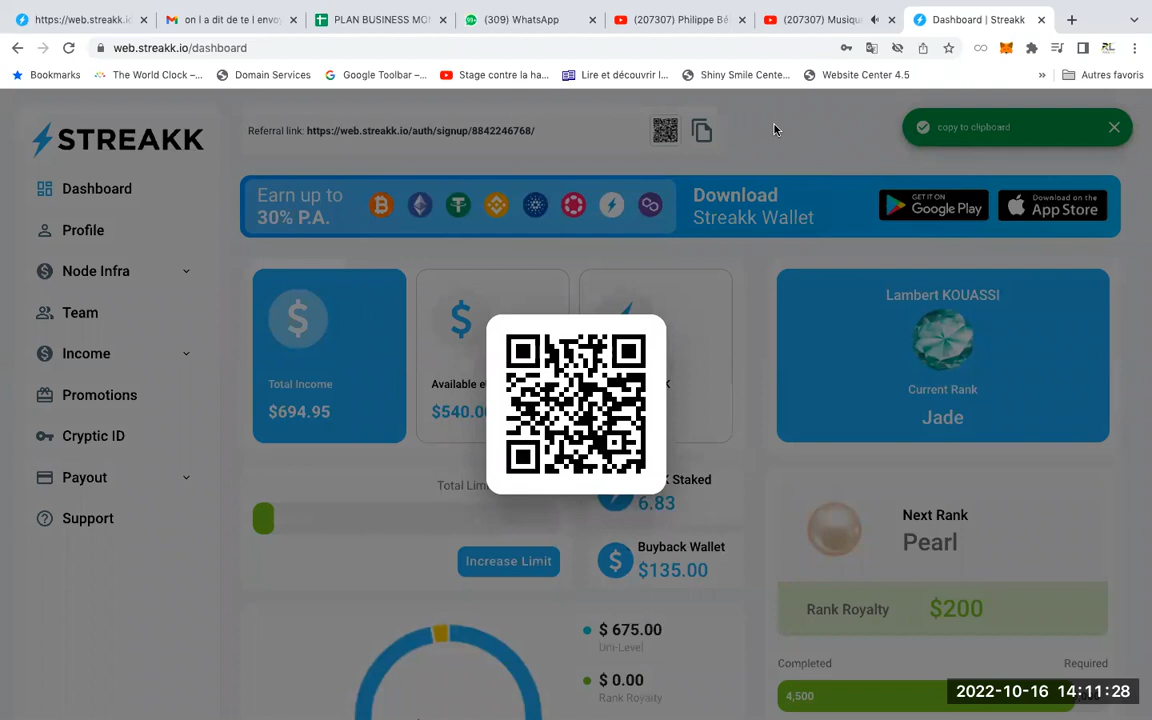 https://web.streakk.io
on l a dit de te l envoy
PLAN BUSINESS MO
(309) WhatsApp
(207307) Philippe Bé
(207307) Musique
Dashboard | Streakk
web.streakk.io/dashboard
Bookmarks
The World Clock –...
Domain Services
Google Toolbar –...
Stage contre la ha...
Lire et découvrir l'...
Shiny Smile Cente...
Website Center 4.5
»
Autres favoris
STREAKK
Referral link: https://web.streakk.io/auth/signup/8842246768/
copy to clipboard
Dashboard
Profile
Node Infra
Team
Income
Promotions
Cryptic ID
Payout
Support
Earn up to
30% P.A.
Download
Streakk Wallet
GET IT ON
Google Play
Download on the
App Store
Total Income
$694.95
Available
$540.0
K
Lambert KOUASSI
Current Rank
Jade
Total Lim
Increase Limit
Staked
6.83
Buyback Wallet
$135.00
Next Rank
Pearl
Rank Royalty
$200
$ 675.00
Uni-Level
$ 0.00
Rank Royalty
Completed
Required
4,500
2022-10-16 14:11:28